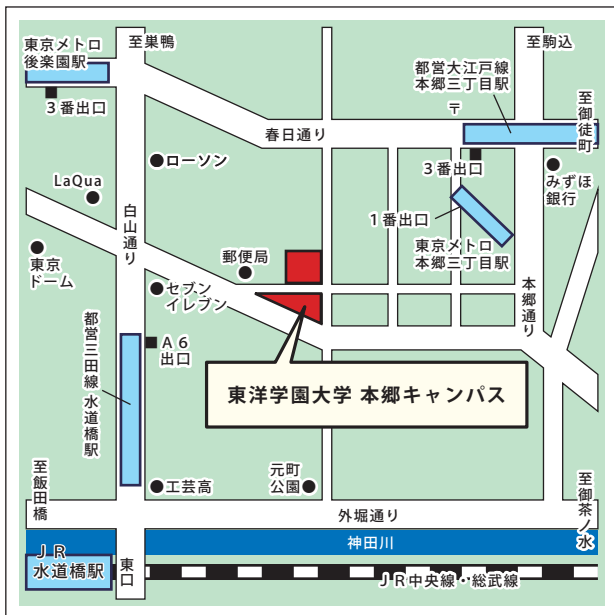 東京メトロ
後楽園駅
至巣鴨
至駒込
都営大江戸線
本郷三丁目駅
〒
至御徒町
3番出口
春日通り
ローソン
3番出口
みずほ
銀行
LaQua
白山通り
1番出口
東京メトロ
本郷三丁目駅
郵便局
東京
ドーム
セブン
イレブン
本郷通り
都営三田線 水道橋駅
A6
出口
東洋学園大学 本郷キャンパス
至飯田橋
工芸高
元町
公園
至御茶ノ水
外堀通り
神田川
JR
水道橋駅
東口
JR中央線・総武線